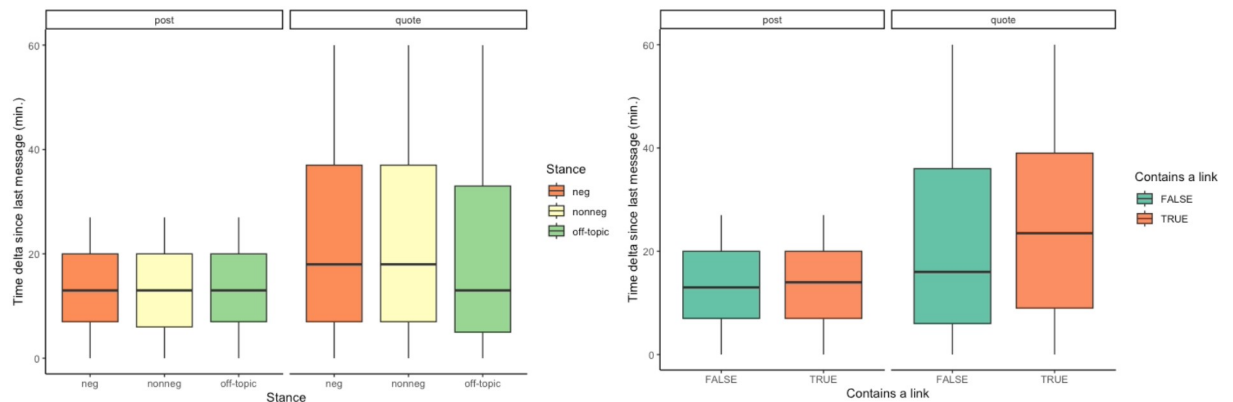 post quote
60
40
20
0
Time delta since last message (min.)
neg nonneg off-topic neg nonneg off-topic
Stance
Stance
neg
nonneg
off-topic
post quote
60
40
20
0
Time delta since last message (min.)
FALSE TRUE FALSE TRUE
Contains a link
Contains a link
FALSE
TRUE